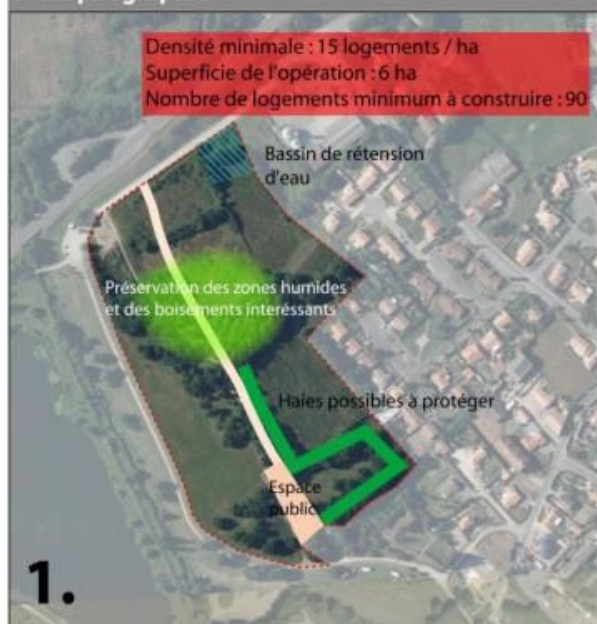 Densité minimale : 15 logements / ha
Superficie de l'opération : 6 ha
Nombre de logements minimum à construire : 90
Bassin de rétension
d'eau
Préservation des zones humides
et des boisements interéssants
Haies possibles à protéger
Espace
public
1.